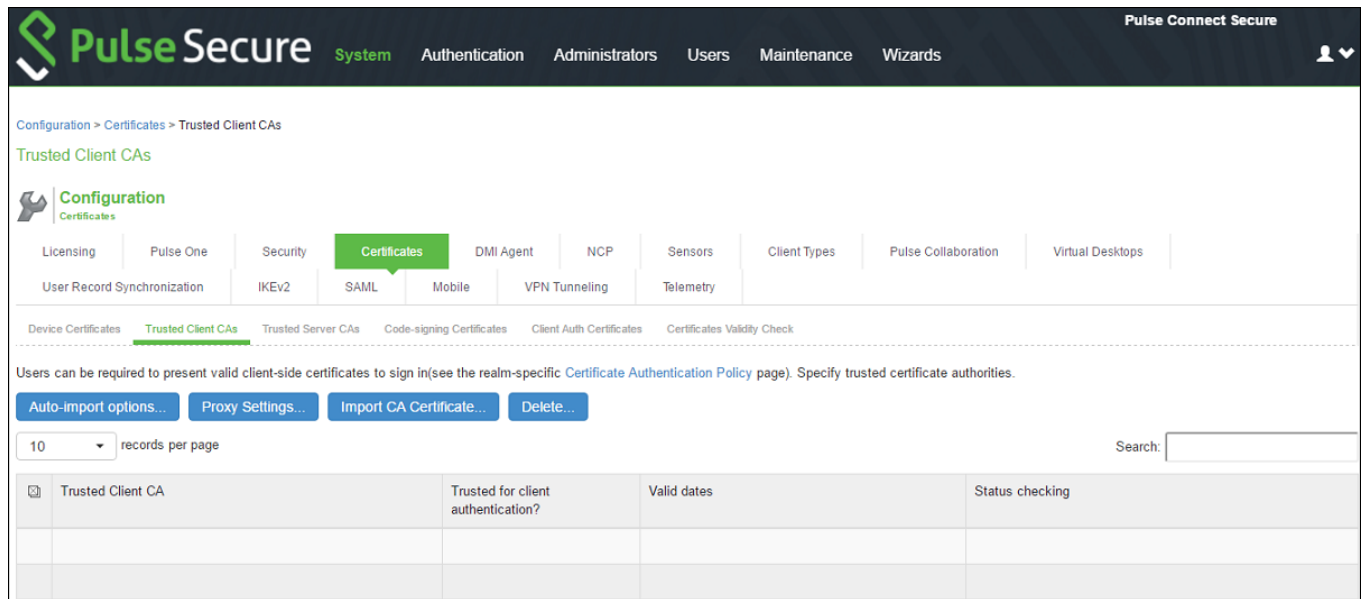 Pulse Connect Secure
Pulse Secure System Authentication Administrators Users Maintenance Wizards
Configuration > Certificates > Trusted Client CAs
Trusted Client CAs
Configuration
Certificates
Licensing Pulse One Security Certificates DMI Agent NCP Sensors Client Types Pulse Collaboration Virtual Desktops
User Record Synchronization IKEv2 SAML Mobile VPN Tunneling Telemetry
Device Certificates Trusted Client CAs Trusted Server CAs Code-signing Certificates Client Auth Certificates Certificates Validity Check
Users can be required to present valid client-side certificates to sign in(see the realm-specific Certificate Authentication Policy page). Specify trusted certificate authorities.
Auto-import options... Proxy Settings... Import CA Certificate... Delete...
10 records per page Search:
Trusted Client CA Trusted for client Valid dates Status checking
authentication?